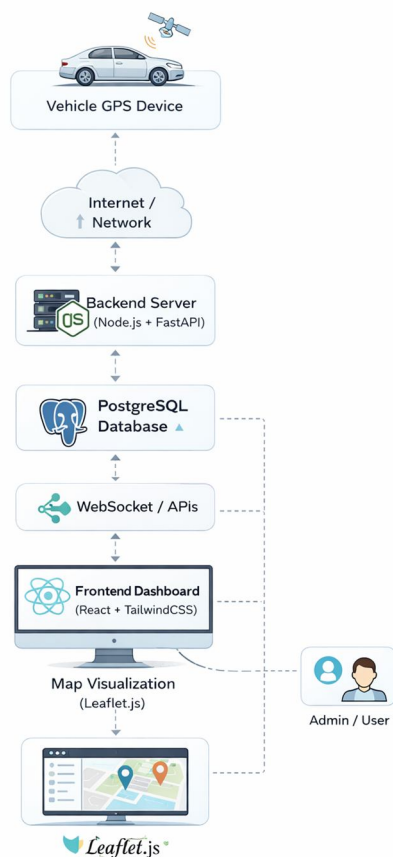 Vehicle GPS Device
Internet /
Network
Backend Server
(Node.js + FastAPI)
JS
PostgreSQL
Database
WebSocket / APIs
Frontend Dashboard
(React + TailwindCSS)
Map Visualization
(Leaflet.js)
Admin / User
Leaflet.js